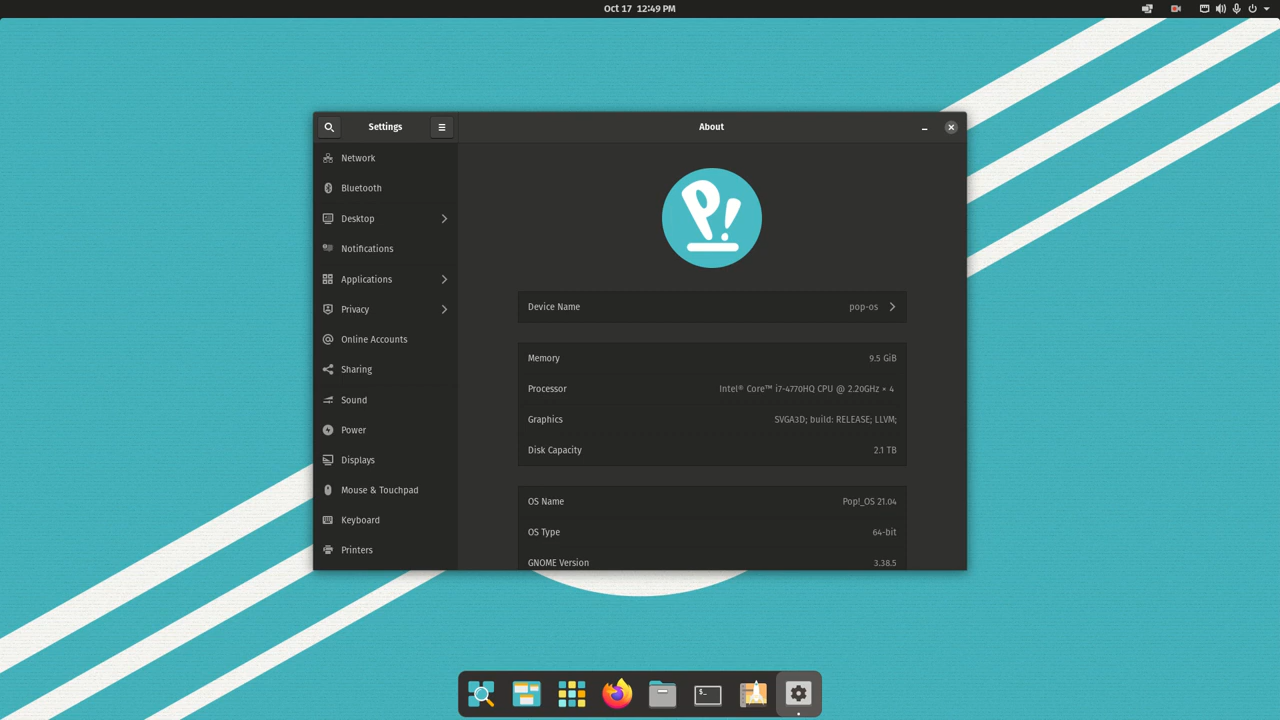 Oct 17 12:49 PM
Settings
About
Network
Bluetooth
Desktop
Notifications
Applications
Privacy
Online Accounts
Sharing
Sound
Power
Displays
Mouse & Touchpad
Keyboard
Printers
P!
Device Name pop-os
Memory 9.5 GiB
Processor Intel® Core™ i7-4770HQ CPU @ 2.20GHz × 4
Graphics SVGA3D; build: RELEASE; LLVM;
Disk Capacity 2.1 TB
OS Name Pop!_OS 21.04
OS Type 64-bit
GNOME Version 3.38.5
$_